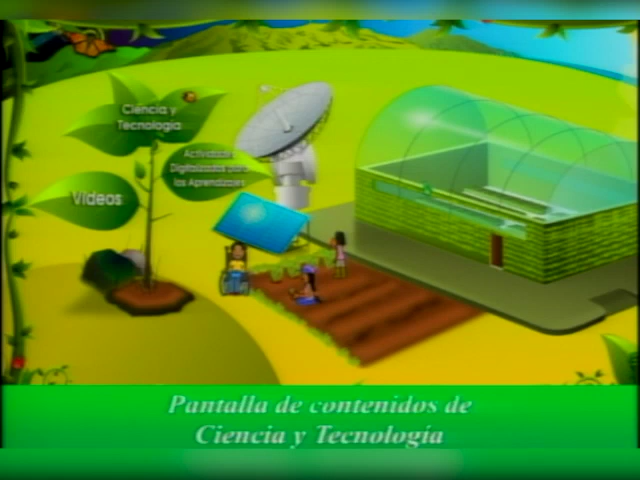 Ciencia y
Tecnología
Actividades
Digitalizadas para
los Aprendizajes
Videos
Pantalla de contenidos de
Ciencia y Tecnología